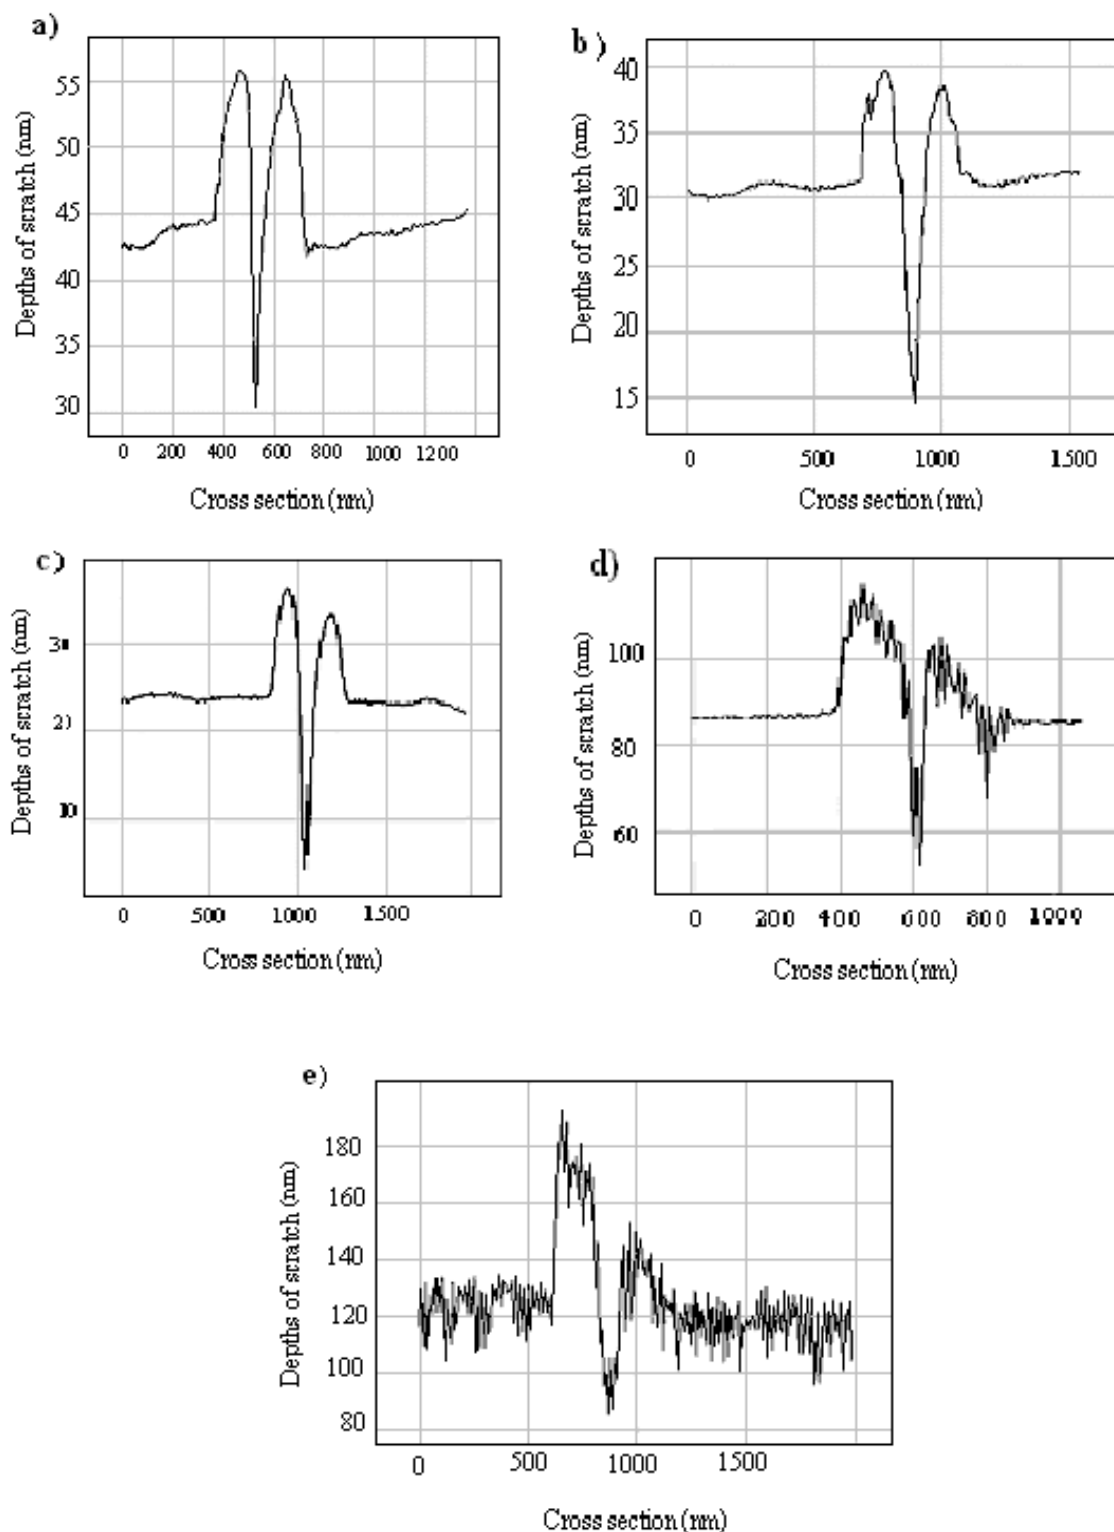 a)
Depths of scratch (nm)
55
50
45
40
35
30
0 200 400 600 800 1000 1200
Cross section (nm)
b)
Depths of scratch (nm)
40
35
30
25
20
15
0 500 1000 1500
Cross section (nm)
c)
Depths of scratch (nm)
30
20
10
0 500 1000 1500
Cross section (nm)
d)
Depths of scratch (nm)
100
80
60
0 200 400 600 800 1000
Cross section (nm)
e)
Depths of scratch (nm)
180
160
140
120
100
80
0 500 1000 1500
Cross section (nm)